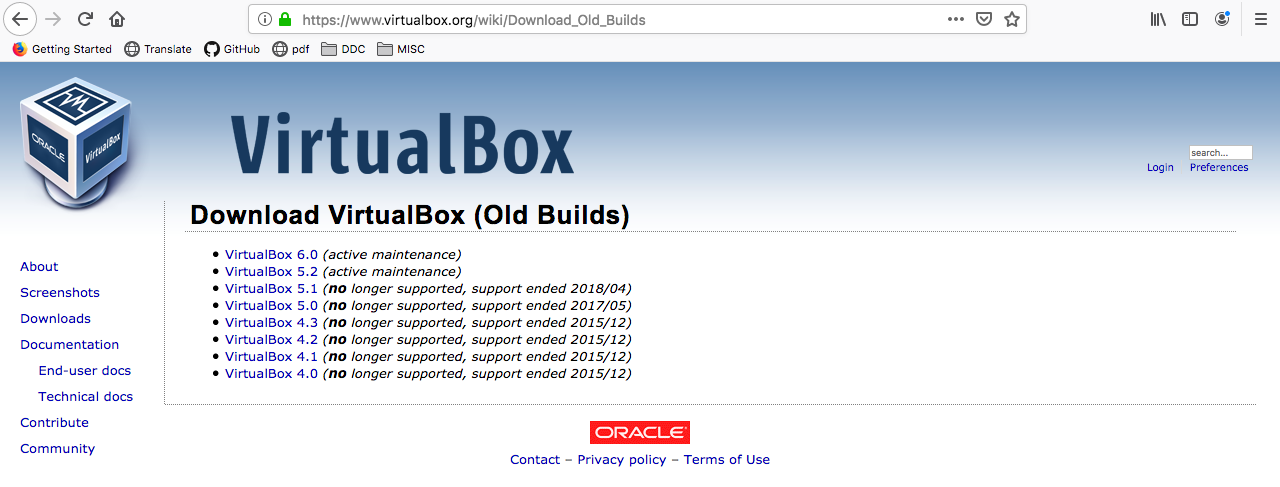 https://www.virtualbox.org/wiki/Download_Old_Builds
Getting Started Translate GitHub pdf DDC MISC
ORACLE
VirtualBox
VirtualBox
search...
Login Preferences
Download VirtualBox (Old Builds)
• VirtualBox 6.0 (active maintenance)
• VirtualBox 5.2 (active maintenance)
• VirtualBox 5.1 (no longer supported, support ended 2018/04)
• VirtualBox 5.0 (no longer supported, support ended 2017/05)
• VirtualBox 4.3 (no longer supported, support ended 2015/12)
• VirtualBox 4.2 (no longer supported, support ended 2015/12)
• VirtualBox 4.1 (no longer supported, support ended 2015/12)
• VirtualBox 4.0 (no longer supported, support ended 2015/12)
About
Screenshots
Downloads
Documentation
End-user docs
Technical docs
Contribute
Community
ORACLE
Contact – Privacy policy – Terms of Use